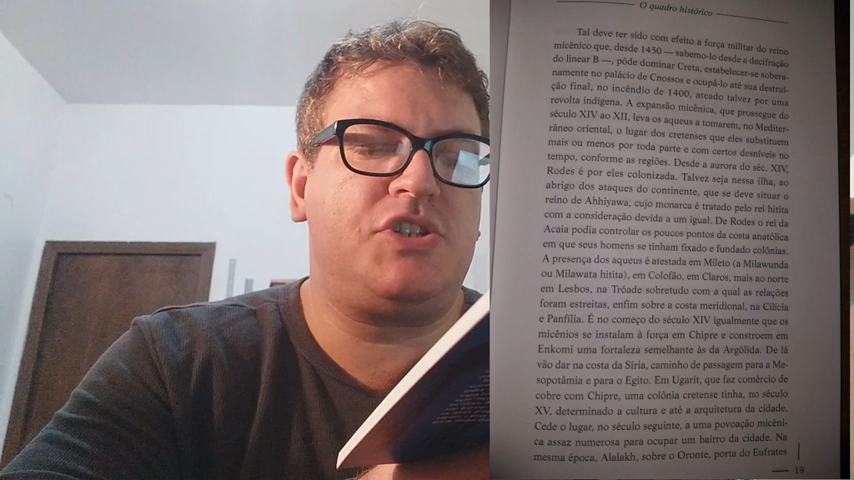 O quadro histórico
Tal deve ter sido com efeito a força militar do reino
micênico que, desde 1450 — sabemo-lo desde a decifração
do linear B —, pôde dominar Creta, estabelecer-se sobera-
namente no palácio de Cnossos e ocupá-lo até sua destrui-
ção final, no incêndio de 1400, ateado talvez por uma
revolta indígena. A expansão micênica, que prossegue do
século XIV ao XII, leva os aqueus a tomarem, no Mediter-
râneo oriental, o lugar dos cretenses que eles substituem
mais ou menos por toda parte e com certos desníveis no
tempo, conforme as regiões. Desde a aurora do séc. XIV,
Rodes é por eles colonizada. Talvez seja nessa ilha, ao
abrigo dos ataques do continente, que se deve situar o
reino de Ahhiyawa, cujo monarca é tratado pelo rei hitita
com a consideração devida a um igual. De Rodes o rei da
Acaia podia controlar os poucos pontos da costa anatólica
em que seus homens se tinham fixado e fundado colônias.
A presença dos aqueus é atestada em Mileto (a Milawunda
ou Milawata hitita), em Colofão, em Claros, mais ao norte
em Lesbos, na Tróade sobretudo com a qual as relações
foram estreitas, enfim sobre a costa meridional, na Cilícia
e Panfília. É no começo do século XIV igualmente que os
micênios se instalam à força em Chipre e constroem em
Enkomi uma fortaleza semelhante às da Argólida. De lá
vão dar na costa da Síria, caminho de passagem para a Me-
sopotâmia e para o Egito. Em Ugarit, que faz comércio de
cobre com Chipre, uma colônia cretense tinha, no século
XV, determinado a cultura e até a arquitetura da cidade.
Cede o lugar, no século seguinte, a uma povoação micêni-
ca assaz numerosa para ocupar um bairro da cidade. Na
mesma época, Alalakh, sobre o Oronte, porta do Eufrates
19